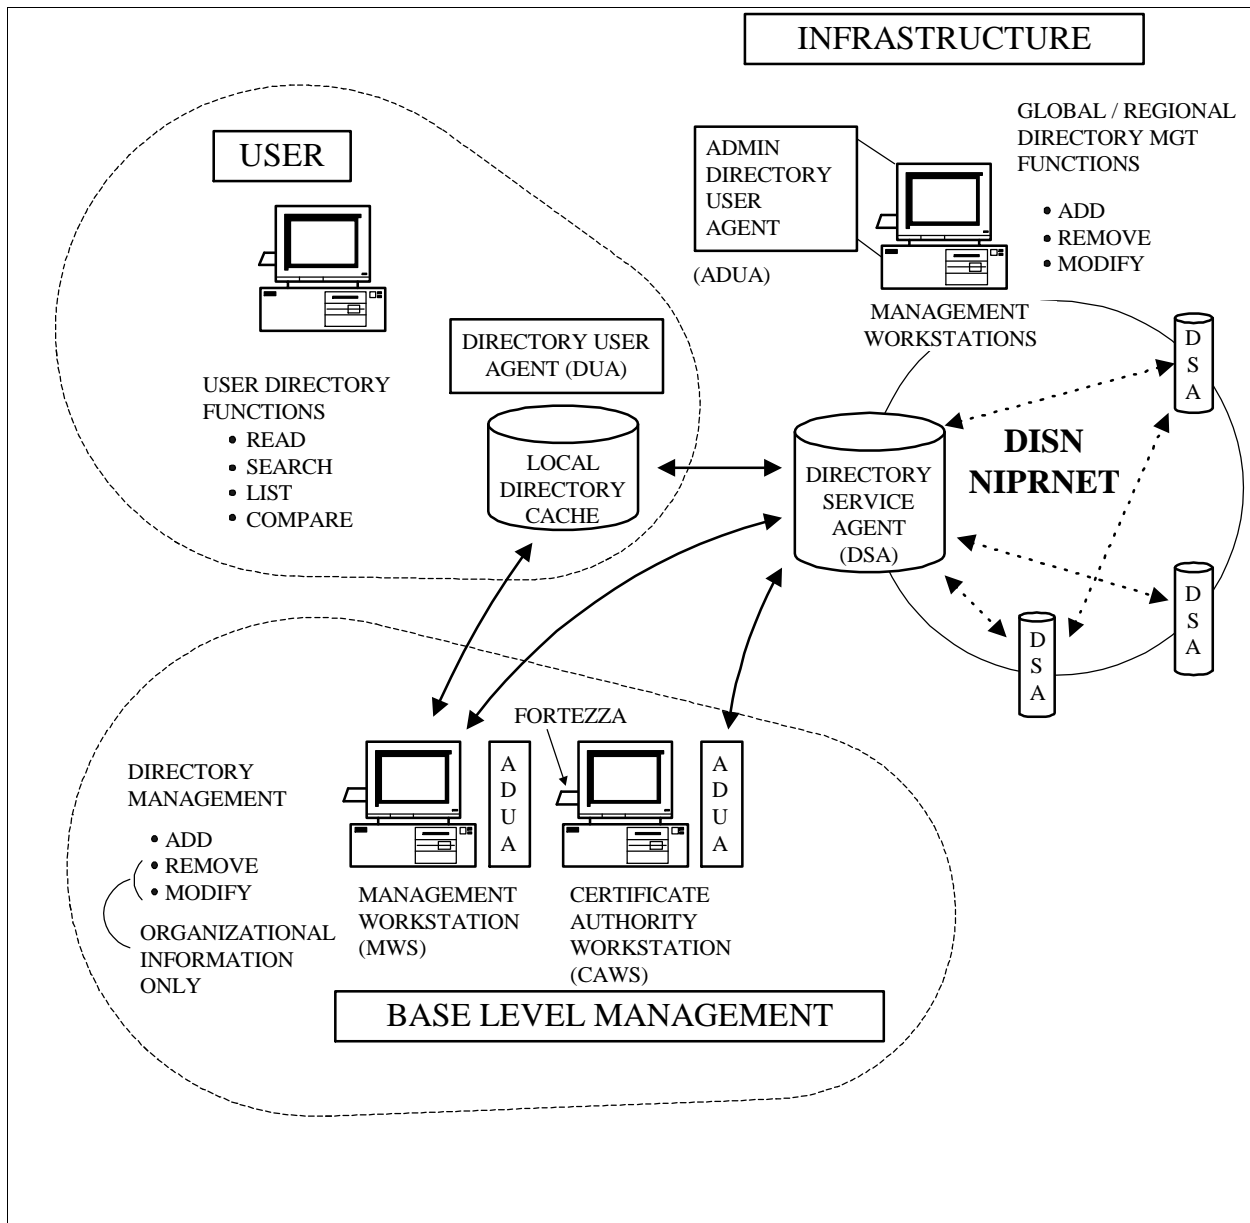 INFRASTRUCTURE
USER
ADMIN
DIRECTORY
USER
AGENT
(ADUA)
GLOBAL / REGIONAL
DIRECTORY MGT
FUNCTIONS
• ADD
• REMOVE
• MODIFY
MANAGEMENT
WORKSTATIONS
DIRECTORY USER
AGENT (DUA)
USER DIRECTORY
FUNCTIONS
• READ
• SEARCH
• LIST
• COMPARE
LOCAL
DIRECTORY
CACHE
DIRECTORY
SERVICE
AGENT
(DSA)
DISN
NIPRNET
D
S
A
D
S
A
D
S
A
FORTEZZA
DIRECTORY
MANAGEMENT
• ADD
• REMOVE
• MODIFY
ORGANIZATIONAL
INFORMATION
ONLY
A
D
U
A
A
D
U
A
MANAGEMENT
WORKSTATION
(MWS)
CERTIFICATE
AUTHORITY
WORKSTATION
(CAWS)
BASE LEVEL MANAGEMENT